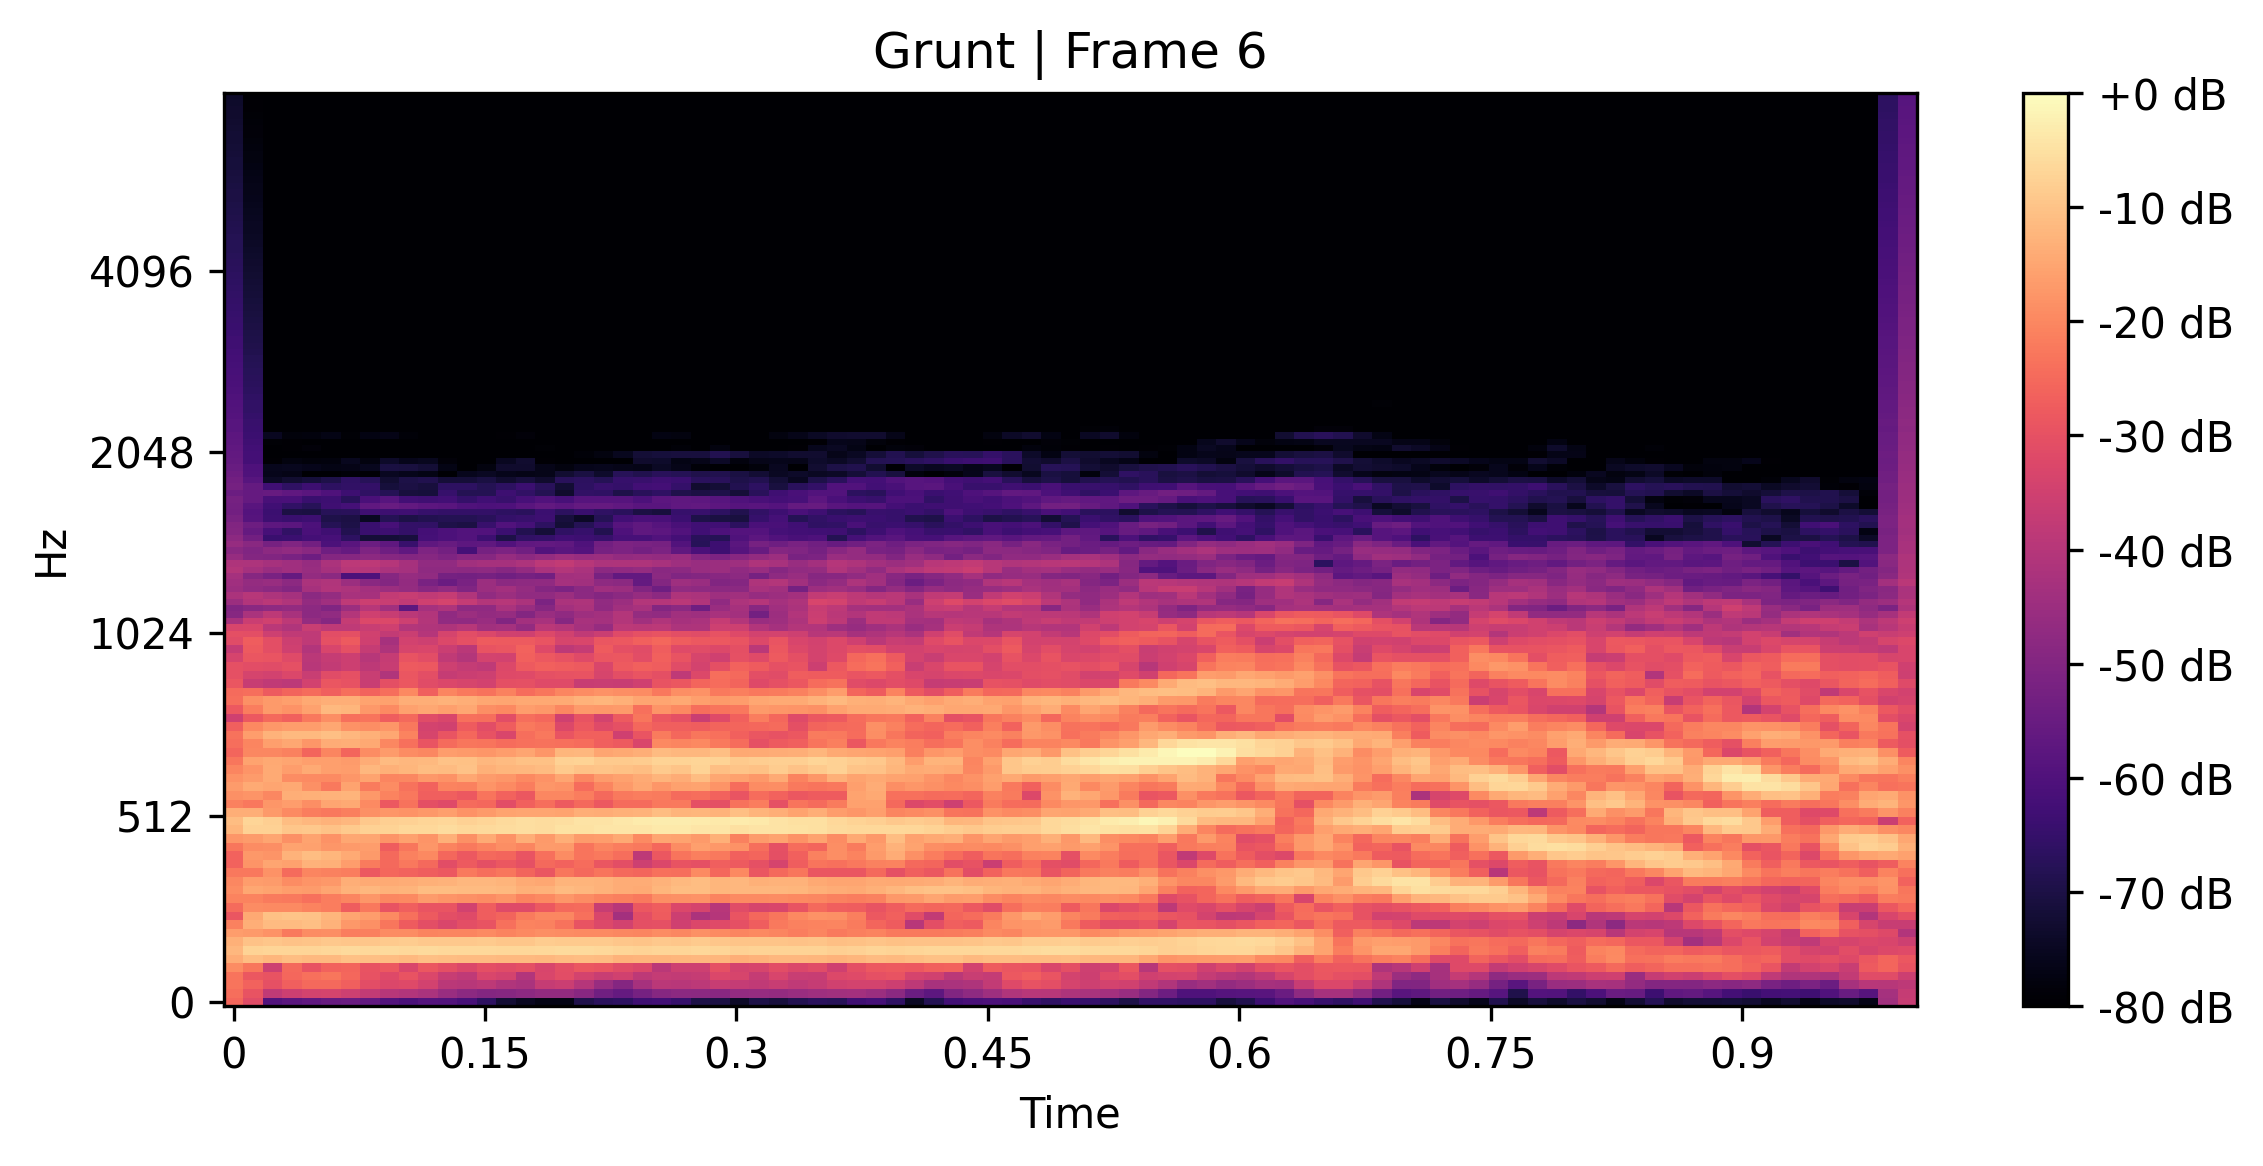 Grunt | Frame 6
Hz
4096
2048
1024
512
0
0 0.15 0.3 0.45 0.6 0.75 0.9
Time
+0 dB
-10 dB
-20 dB
-30 dB
-40 dB
-50 dB
-60 dB
-70 dB
-80 dB